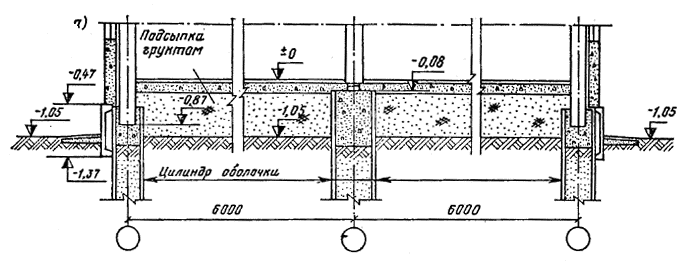 г)
Подсыпка
грунтом
±0
-0,08
-0,47
-0,87
-1,05
-1,05
-1,05
-1,37
Цилиндр оболочки
6000
6000